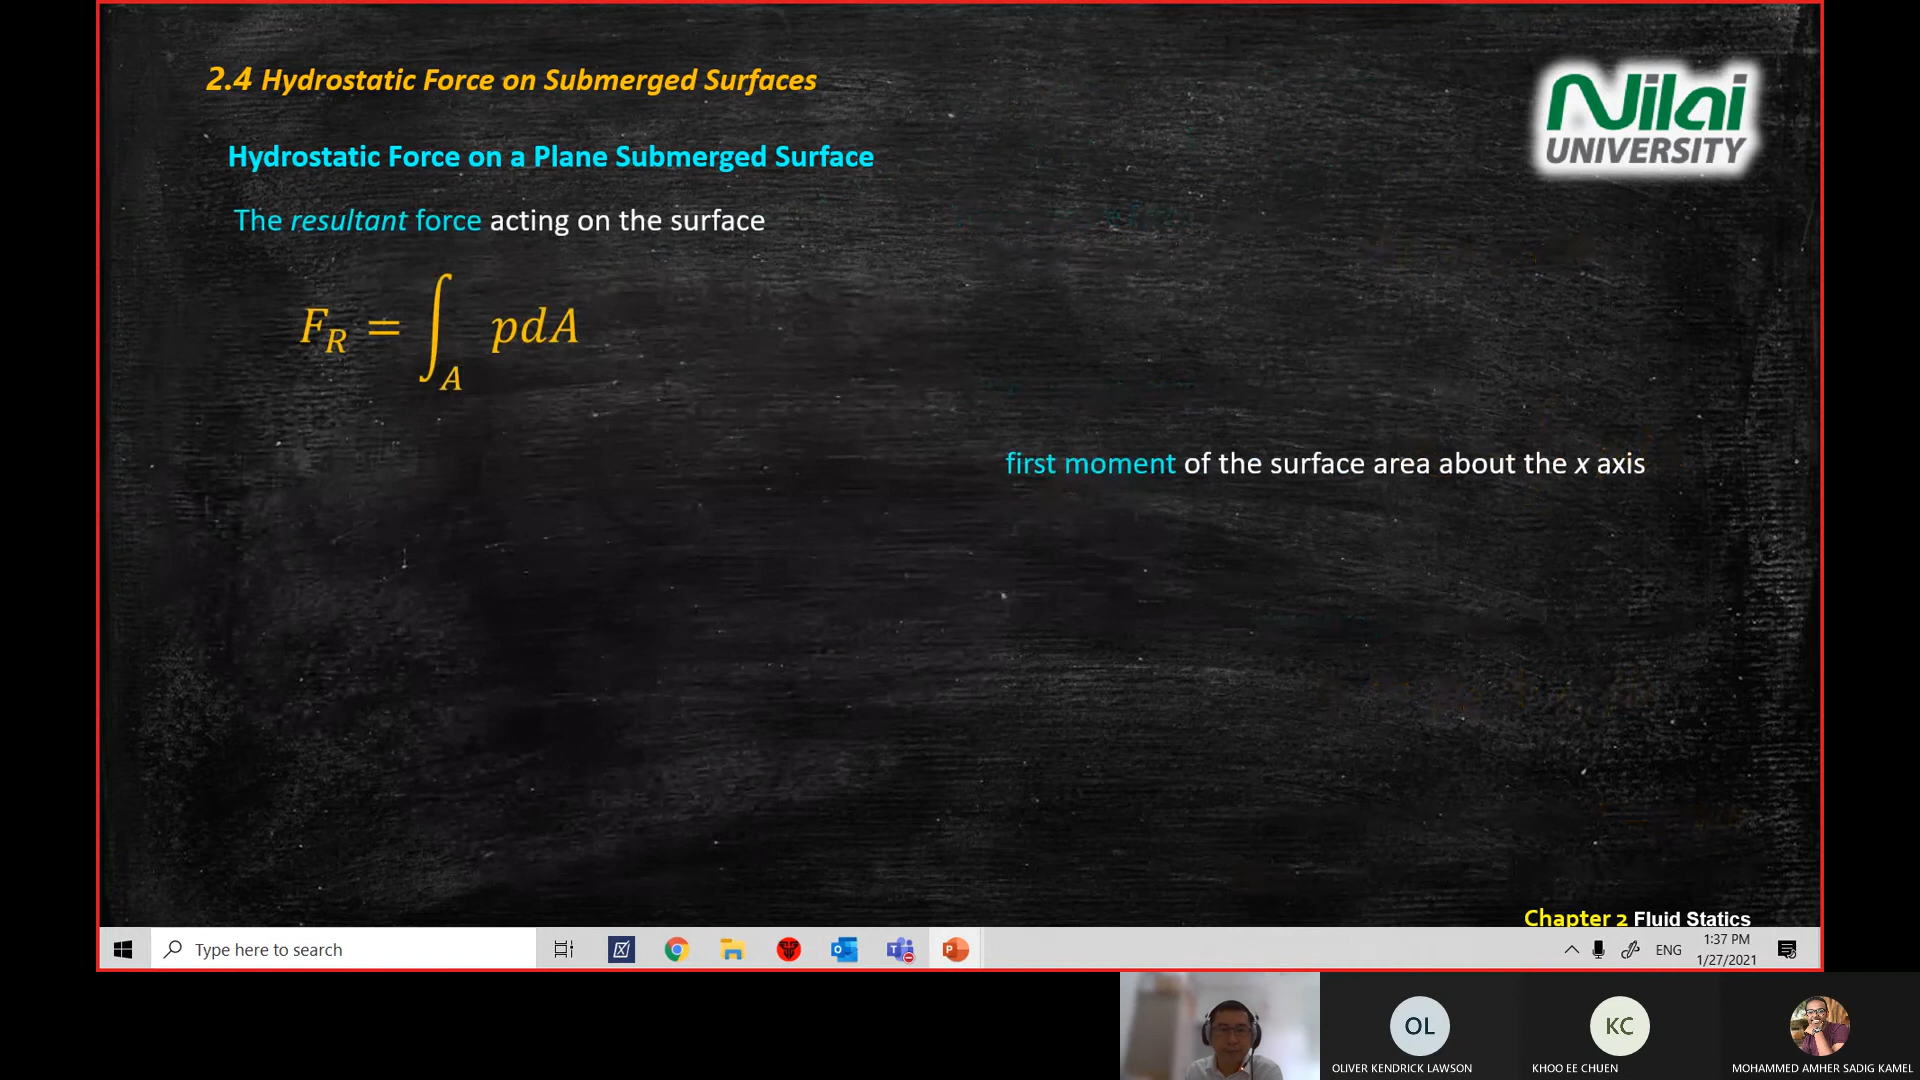 2.4 Hydrostatic Force on Submerged Surfaces
Nilai
UNIVERSITY
Hydrostatic Force on a Plane Submerged Surface
The resultant force acting on the surface
F_R = ∫_A pdA
first moment of the surface area about the x axis
Chapter 2 Fluid Statics
Type here to search
ENG
1:37 PM
1/27/2021
OL
KC
OLIVER KENDRICK LAWSON
KHOO EE CHUEN
MOHAMMED AMHER SADIG KAMEL